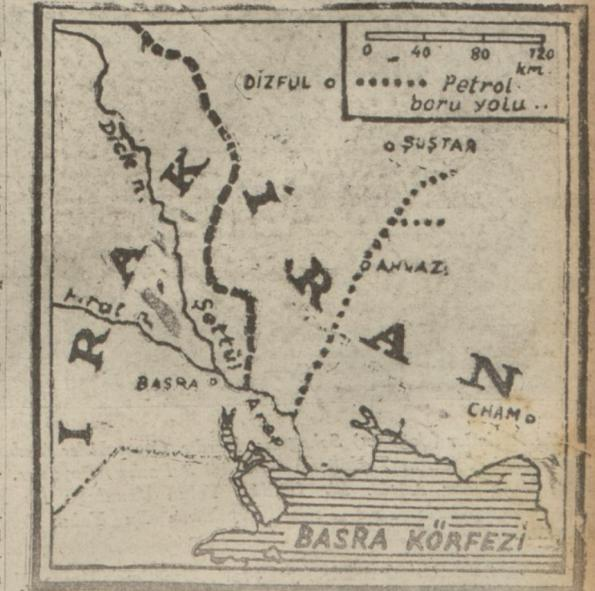 0 40 80 120
km.
Petrol
boru yolu..
DİZFUL
ŞUŞTAR
Dicle n.
IRAK
İRAN
AHVAZ
Fırat n.
Şattül
Arap
BASRA
CHAM
BASRA KÖRFEZİ